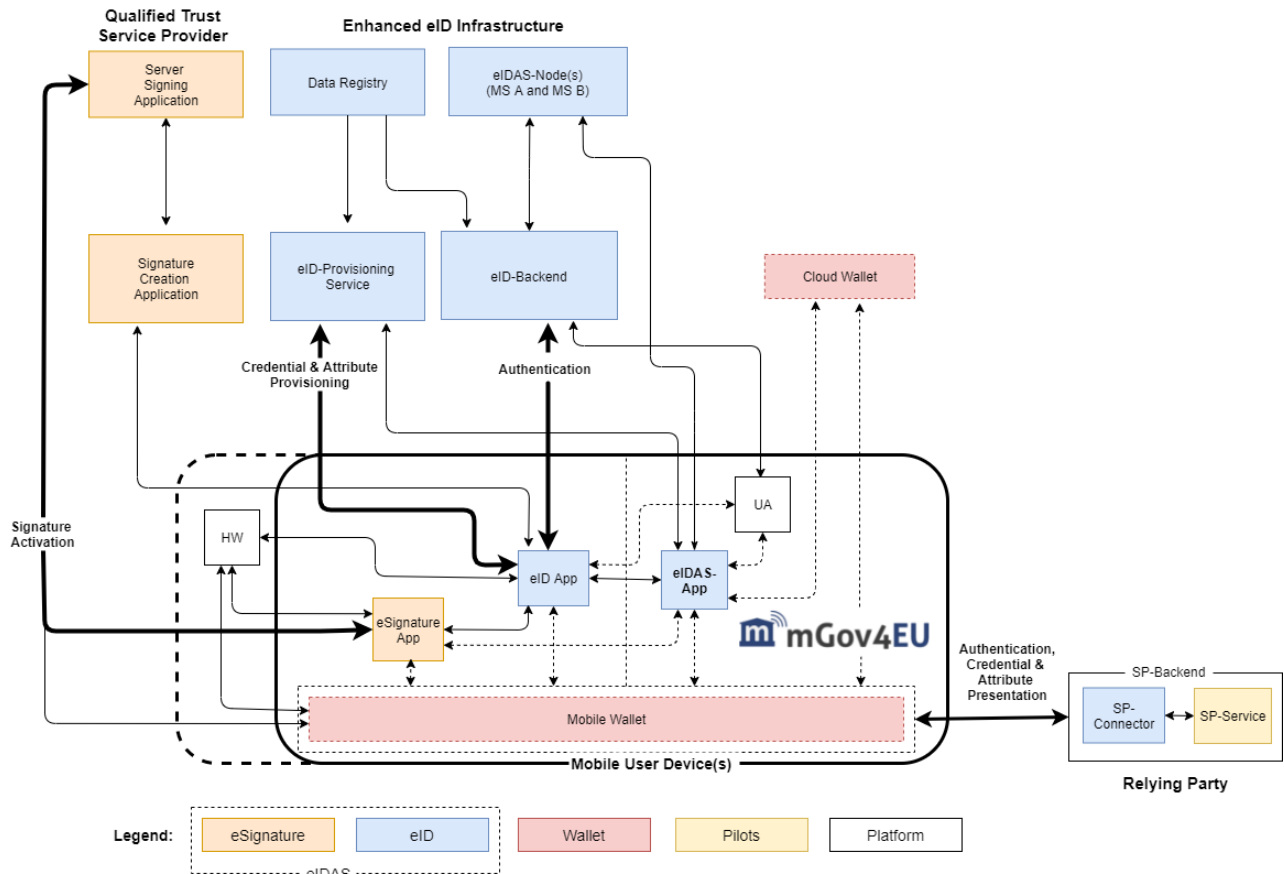 Qualified Trust
Service Provider
Enhanced eID Infrastructure
Server
Signing
Application
Data Registry
eIDAS-Node(s)
(MS A and MS B)
Signature
Creation
Application
eID-Provisioning
Service
eID-Backend
Cloud Wallet
Credential & Attribute
Provisioning
Authentication
Signature
Activation
HW
UA
eID App
eIDAS-
App
eSignature
App
mGov4EU
Authentication,
Credential &
Attribute
Presentation
SP-Backend
SP-
Connector
SP-Service
Mobile Wallet
Mobile User Device(s)
Relying Party
Legend:
eSignature
eID
Wallet
Pilots
Platform
eIDAS